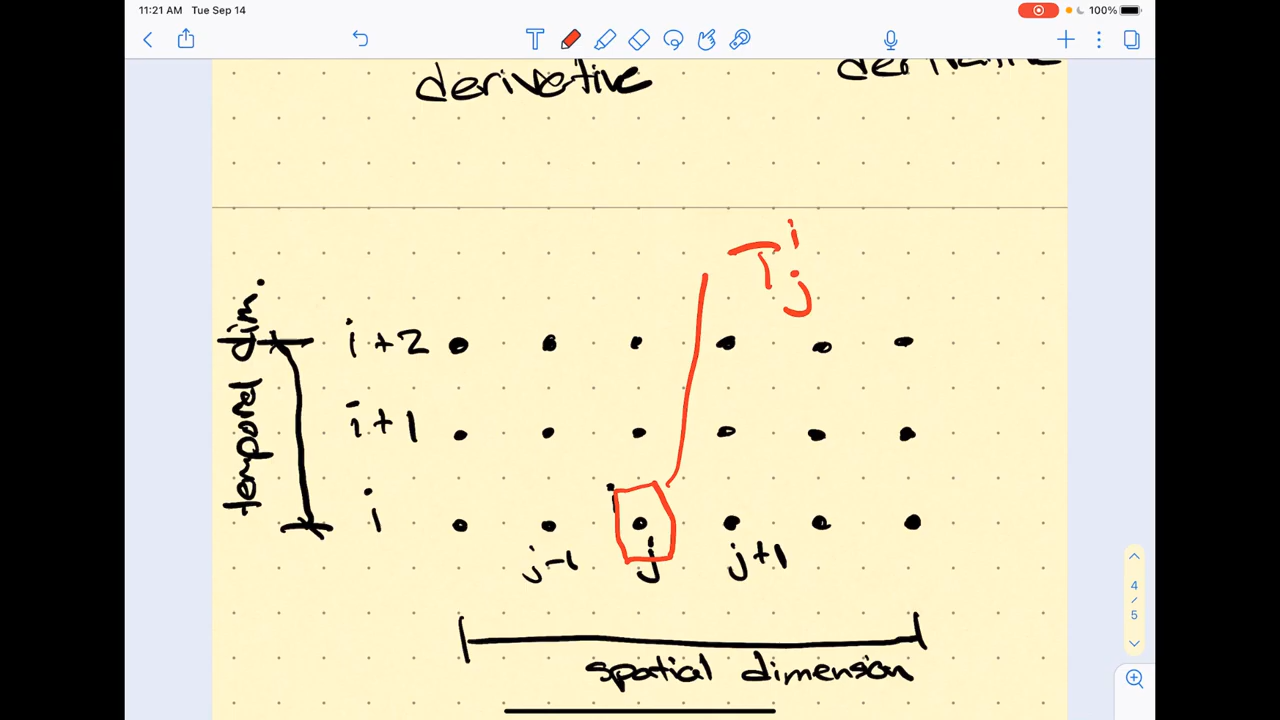 11:21 AM Tue Sep 14
100%
derivative
T i j
temporal dim.
i+2
i+1
i
i
j-1 j j+1
spatial dimension
4
/
5